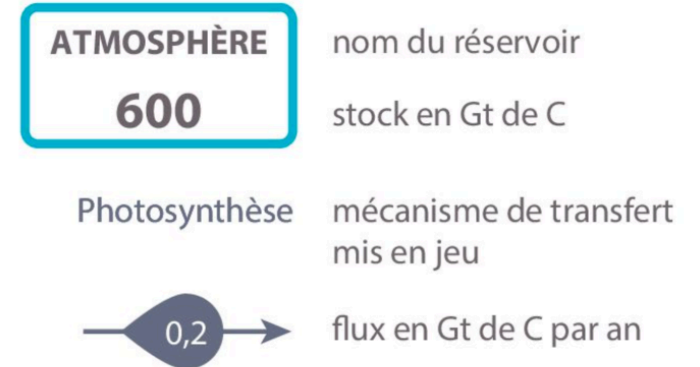 ATMOSPHÈRE nom du réservoir
600 stock en Gt de C
Photosynthèse mécanisme de transfert
mis en jeu
0,2 flux en Gt de C par an